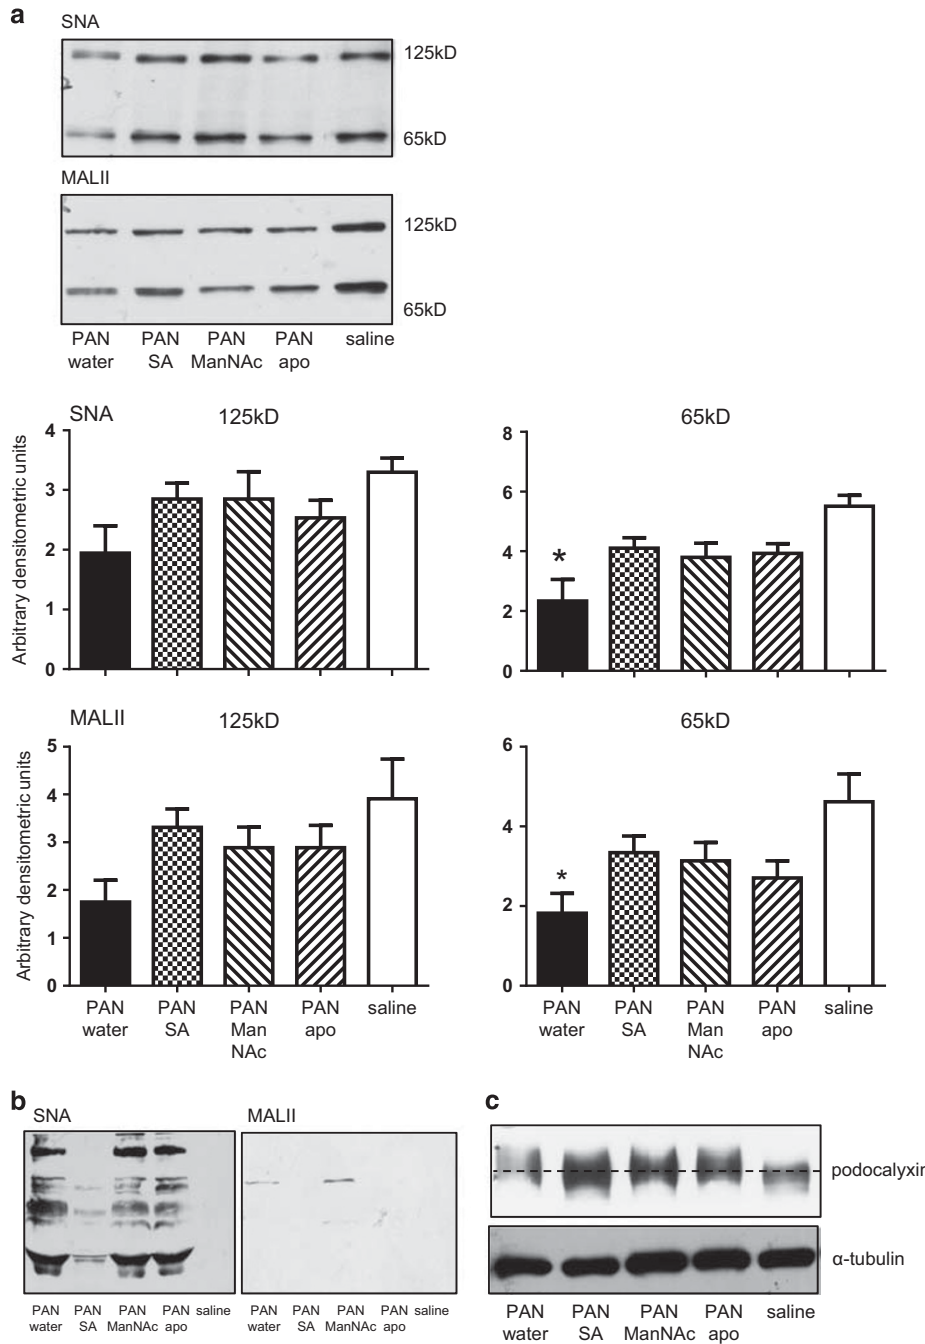 a
SNA
125kD
65kD
MALII
125kD
65kD
PAN PAN PAN PAN saline
water SA ManNAc apo
SNA 125kD
Arbitrary densitometric units
4
3
2
1
0
65kD
8
6
4
2
0
*
MALII 125kD
Arbitrary densitometric units
5
4
3
2
1
0
PAN PAN PAN PAN saline
water SA Man apo
NAc
65kD
6
4
2
0
*
PAN PAN PAN PAN saline
water SA Man apo
NAc
b
SNA
MALII
PAN PAN PAN PAN saline
water SA ManNAc apo
PAN PAN PAN PAN saline
water SA ManNAc apo
c
podocalyxin
α-tubulin
PAN PAN PAN PAN saline
water SA ManNAc apo